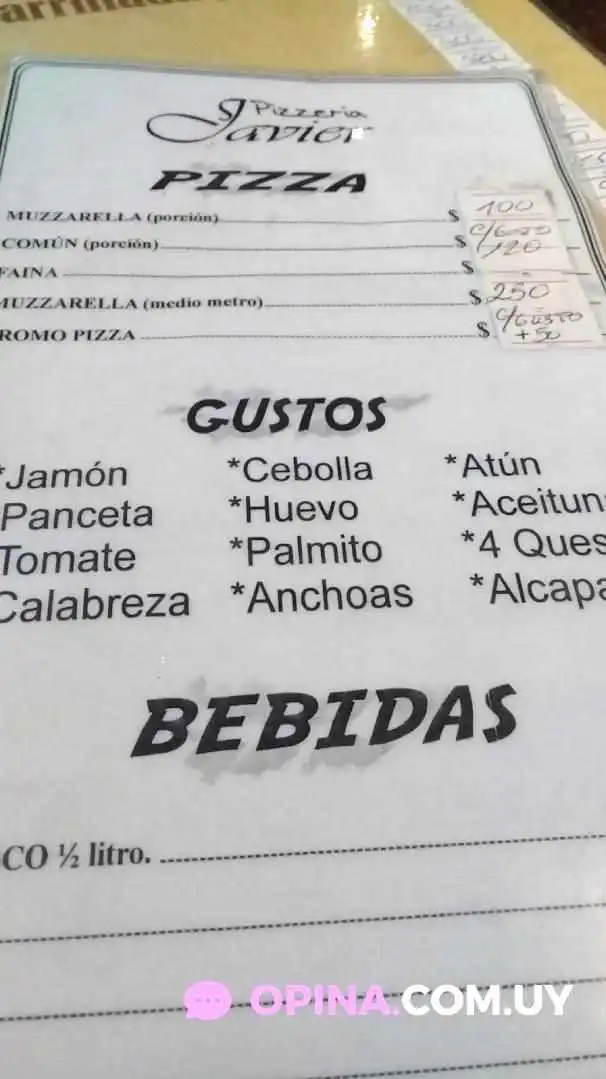 Pizzeria
Javier
PIZZA
MUZZARELLA (porción) $ 100
COMÚN (porción) $ c/Gusto 120
FAINA $
MUZZARELLA (medio metro) $ 250
ROMO PIZZA $ c/GUSTO + 50
GUSTOS
*Jamón *Cebolla *Atún
Panceta *Huevo *Aceitun
Tomate *Palmito *4 Ques
Calabreza *Anchoas *Alcapa
BEBIDAS
CO ½ litro.
OPINA.COM.UY